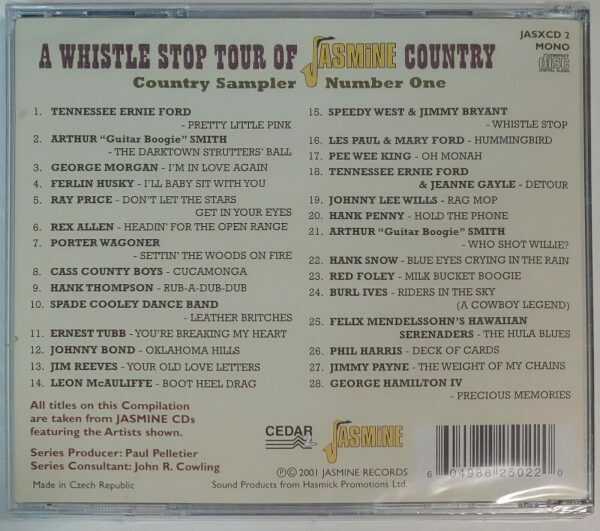 JASXCD 2
MONO
A WHISTLE STOP TOUR OF JASMINE COUNTRY
Country Sampler Number One
COMPACT
disc
DIGITAL AUDIO
1. TENNESSEE ERNIE FORD
- PRETTY LITTLE PINK
2. ARTHUR “Guitar Boogie” SMITH
- THE DARKTOWN STRUTTERS' BALL
3. GEORGE MORGAN - I'M IN LOVE AGAIN
4. FERLIN HUSKY - I'LL BABY SIT WITH YOU
5. RAY PRICE - DON'T LET THE STARS
GET IN YOUR EYES
6. REX ALLEN - HEADIN' FOR THE OPEN RANGE
7. PORTER WAGONER
- SETTIN' THE WOODS ON FIRE
8. CASS COUNTY BOYS - CUCAMONGA
9. HANK THOMPSON - RUB-A-DUB-DUB
10. SPADE COOLEY DANCE BAND
- LEATHER BRITCHES
11. ERNEST TUBB - YOU'RE BREAKING MY HEART
12. JOHNNY BOND - OKLAHOMA HILLS
13. JIM REEVES - YOUR OLD LOVE LETTERS
14. LEON McAULIFFE - BOOT HEEL DRAG
15. SPEEDY WEST & JIMMY BRYANT
- WHISTLE STOP
16. LES PAUL & MARY FORD - HUMMINGBIRD
17. PEE WEE KING - OH MONAH
18. TENNESSEE ERNIE FORD
& JEANNE GAYLE - DETOUR
19. JOHNNY LEE WILLS - RAG MOP
20. HANK PENNY - HOLD THE PHONE
21. ARTHUR “Guitar Boogie” SMITH
- WHO SHOT WILLIE?
22. HANK SNOW - BLUE EYES CRYING IN THE RAIN
23. RED FOLEY - MILK BUCKET BOOGIE
24. BURL IVES - RIDERS IN THE SKY
(A COWBOY LEGEND)
25. FELIX MENDELSSOHN'S HAWAIIAN
SERENADERS - THE HULA BLUES
26. PHIL HARRIS - DECK OF CARDS
27. JIMMY PAYNE - THE WEIGHT OF MY CHAINS
28. GEORGE HAMILTON IV
- PRECIOUS MEMORIES
All titles on this Compilation
are taken from JASMINE CDs
featuring the Artists shown.
Series Producer: Paul Pelletier
Series Consultant: John R. Cowling
Made in Czech Republic
CEDAR
JASMINE
℗© 2001 JASMINE RECORDS
Sound Products from Hasmick Promotions Ltd.
6 04988 25022 0